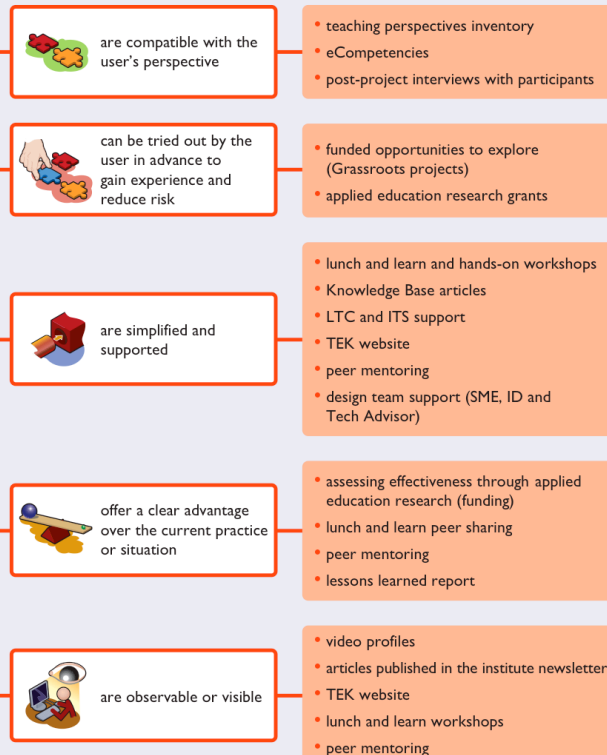 are compatible with the
user's perspective
• teaching perspectives inventory
• eCompetencies
• post-project interviews with participants
can be tried out by the
user in advance to
gain experience and
reduce risk
• funded opportunities to explore
(Grassroots projects)
• applied education research grants
are simplified and
supported
• lunch and learn and hands-on workshops
• Knowledge Base articles
• LTC and ITS support
• TEK website
• peer mentoring
• design team support (SME, ID and
Tech Advisor)
offer a clear advantage
over the current practice
or situation
• assessing effectiveness through applied
education research (funding)
• lunch and learn peer sharing
• peer mentoring
• lessons learned report
are observable or visible
• video profiles
• articles published in the institute newsletter
• TEK website
• lunch and learn workshops
• peer mentoring